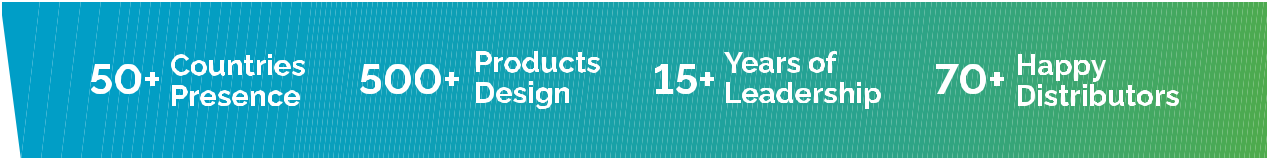 50+ Countries
Presence
500+ Products
Design
15+ Years of
Leadership
70+ Happy
Distributors